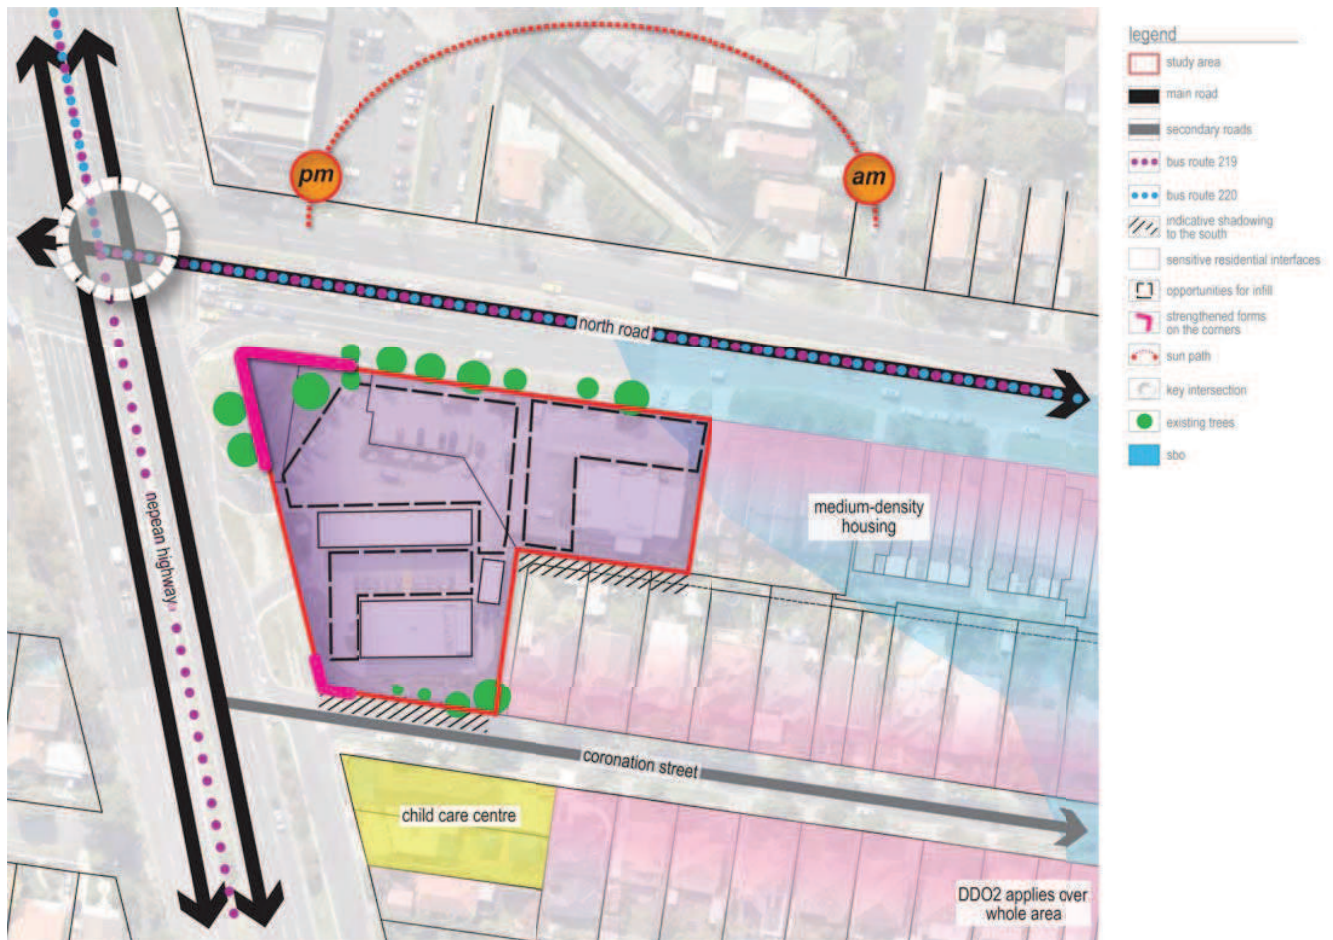 pm
am
north road
nepean highway
medium-density
housing
coronation street
child care centre
DDO2 applies over
whole area
legend
study area
main road
secondary roads
bus route 219
bus route 220
indicative shadowing
to the south
sensitive residential interfaces
opportunities for infill
strengthened forms
on the corners
sun path
key intersection
existing trees
sbo